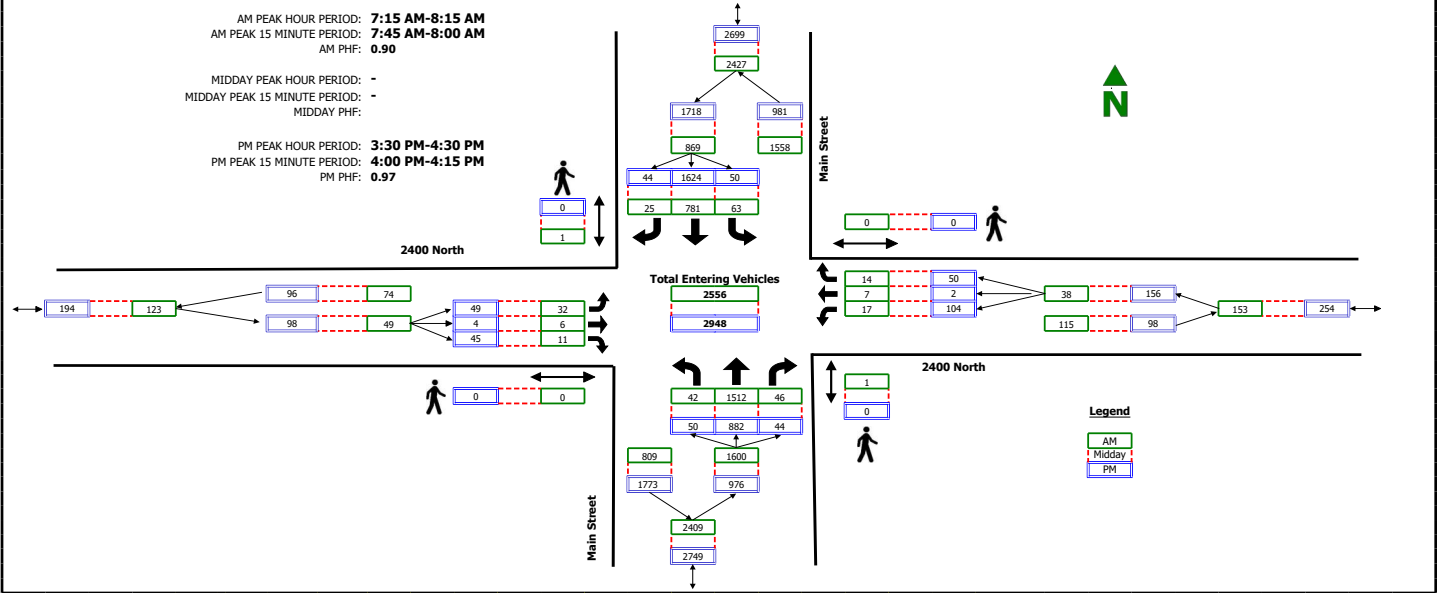 AM PEAK HOUR PERIOD: 7:15 AM-8:15 AM
AM PEAK 15 MINUTE PERIOD: 7:45 AM-8:00 AM
AM PHF: 0.90
MIDDAY PEAK HOUR PERIOD: -
MIDDAY PEAK 15 MINUTE PERIOD: -
MIDDAY PHF:
PM PEAK HOUR PERIOD: 3:30 PM-4:30 PM
PM PEAK 15 MINUTE PERIOD: 4:00 PM-4:15 PM
PM PHF: 0.97
2699
2427
1718 981
869 1558
44 1624 50
25 781 63
Main Street
N
0
1
2400 North
0 0
194 123
96 74
98 49
49 32
4 6
45 11
Total Entering Vehicles
2556
2948
14 50
7 2
17 104
38 156
115 98
153 254
0 0
42 1512 46
50 882 44
809 1600
1773 976
2409
2749
Main Street
2400 North
1
0
Legend
AM
Midday
PM